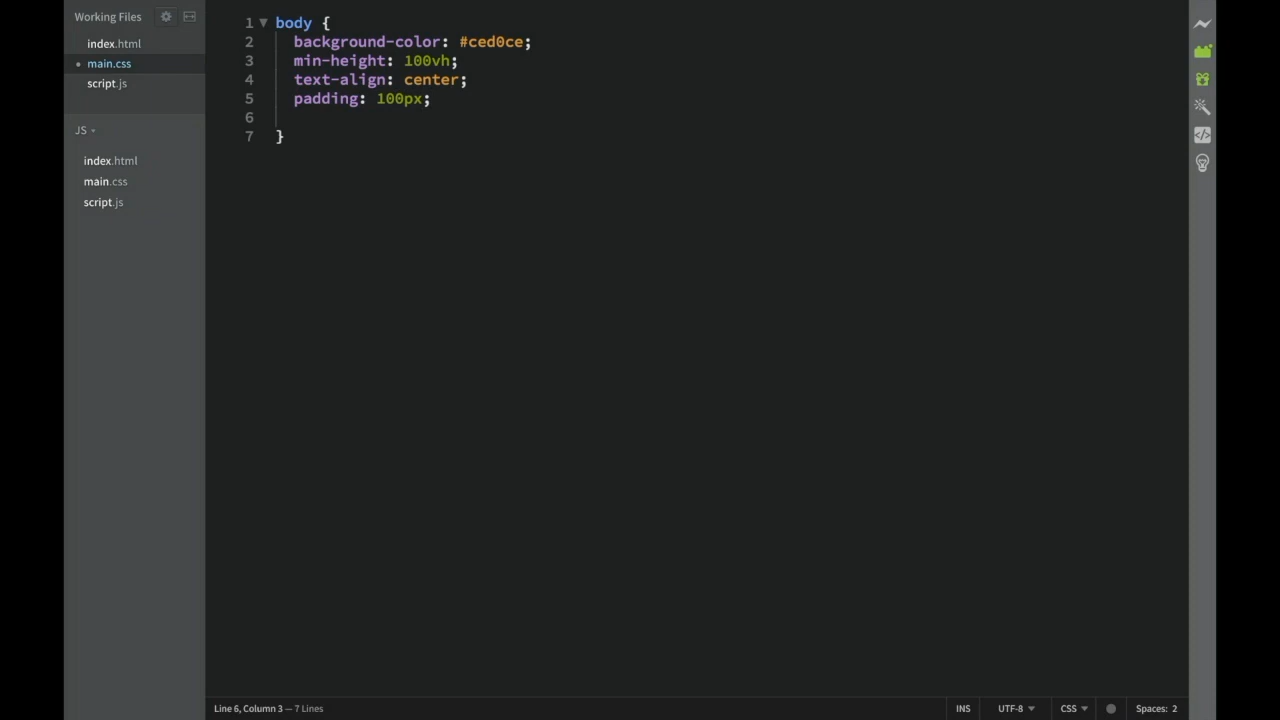 Working Files
index.html
main.css
script.js
JS
index.html
main.css
script.js
1 body {
2 background-color: #ced0ce;
3 min-height: 100vh;
4 text-align: center;
5 padding: 100px;
6
7 }
Line 6, Column 3 — 7 Lines
INS UTF-8 CSS Spaces: 2